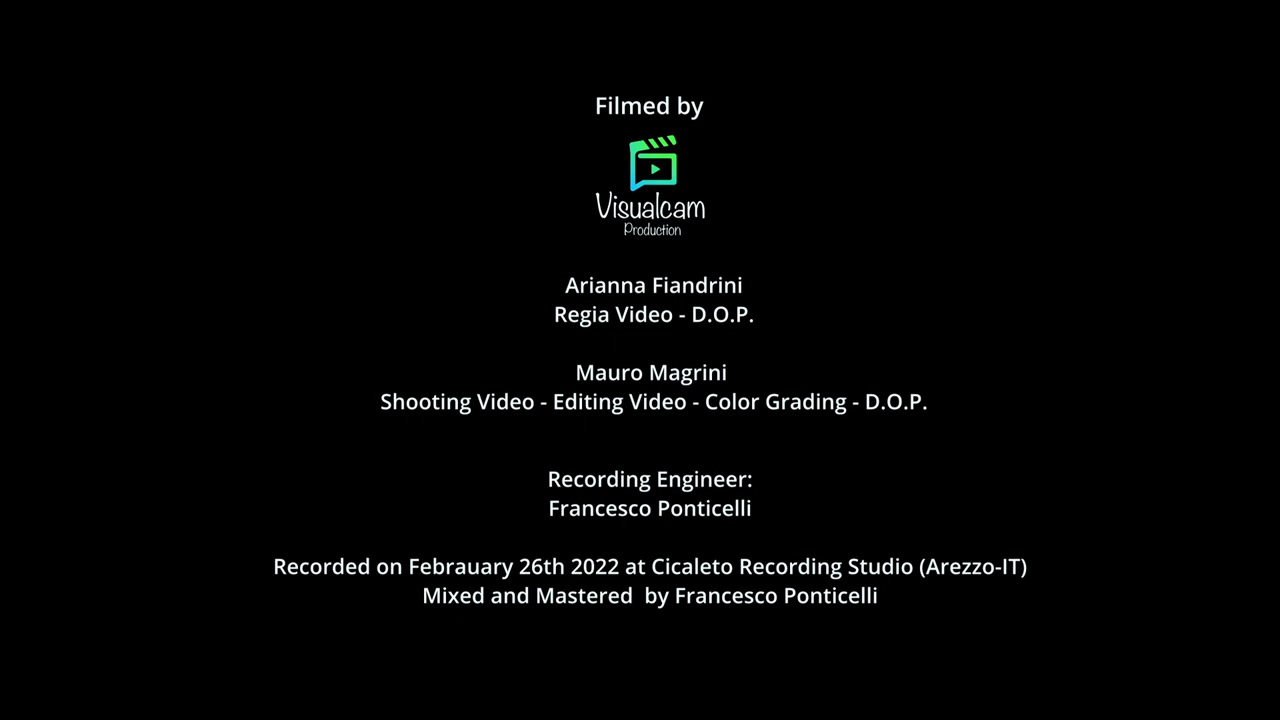 Filmed by
Visualcam
Production
Arianna Fiandrini
Regia Video - D.O.P.
Mauro Magrini
Shooting Video - Editing Video - Color Grading - D.O.P.
Recording Engineer:
Francesco Ponticelli
Recorded on Febrauary 26th 2022 at Cicaleto Recording Studio (Arezzo-IT)
Mixed and Mastered  by Francesco Ponticelli